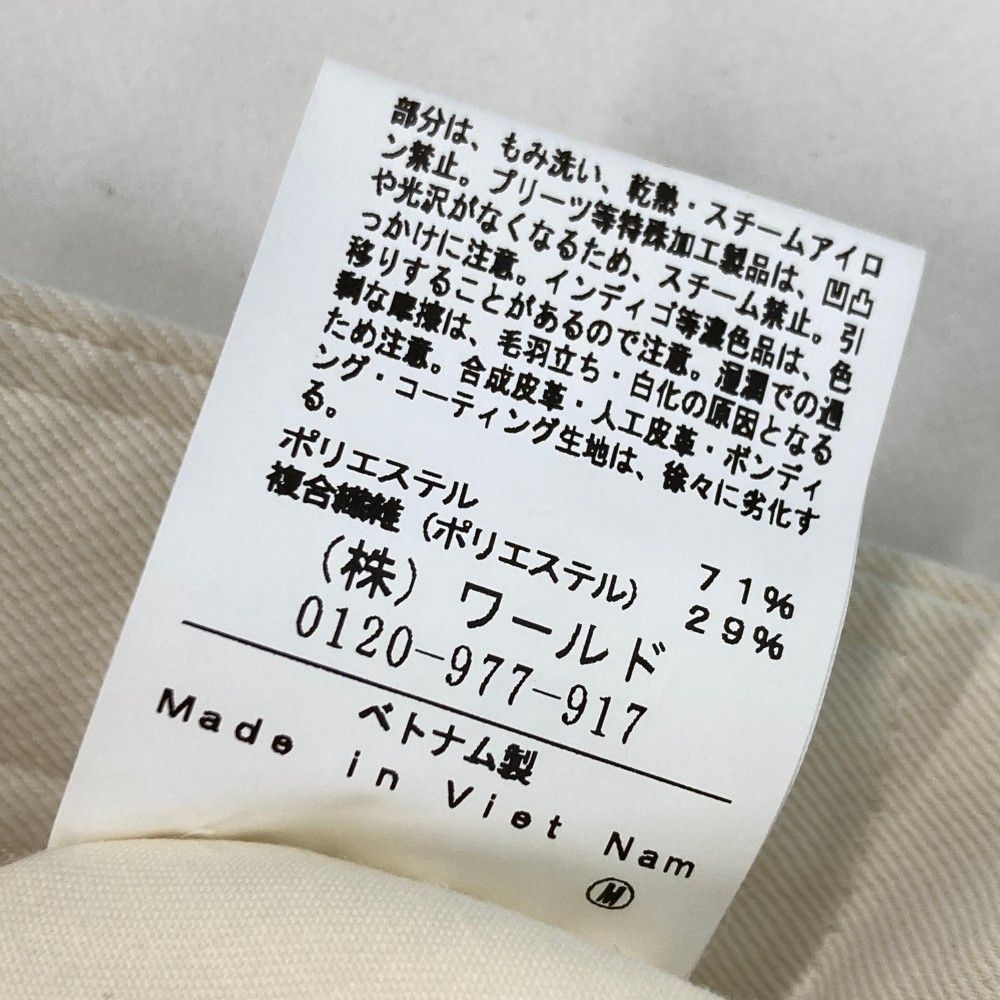 部分は、もみ洗い、乾熱・スチームアイロ
ン禁止。プリーツ等特殊加工製品は、凹凸
や光沢がなくなるため、スチーム禁止。引
っかけに注意。インディゴ等濃色品は、色
移りすることがあるので注意。湿潤での過
剰な摩擦は、毛羽立ち・白化の原因となる
ため注意。合成皮革・人工皮革・ボンディ
ング・コーティング生地は、徐々に劣化す
る。
ポリエステル 71%
複合繊維（ポリエステル） 29%
（株）ワールド
0120-977-917
ベトナム製
Made in Viet Nam
M